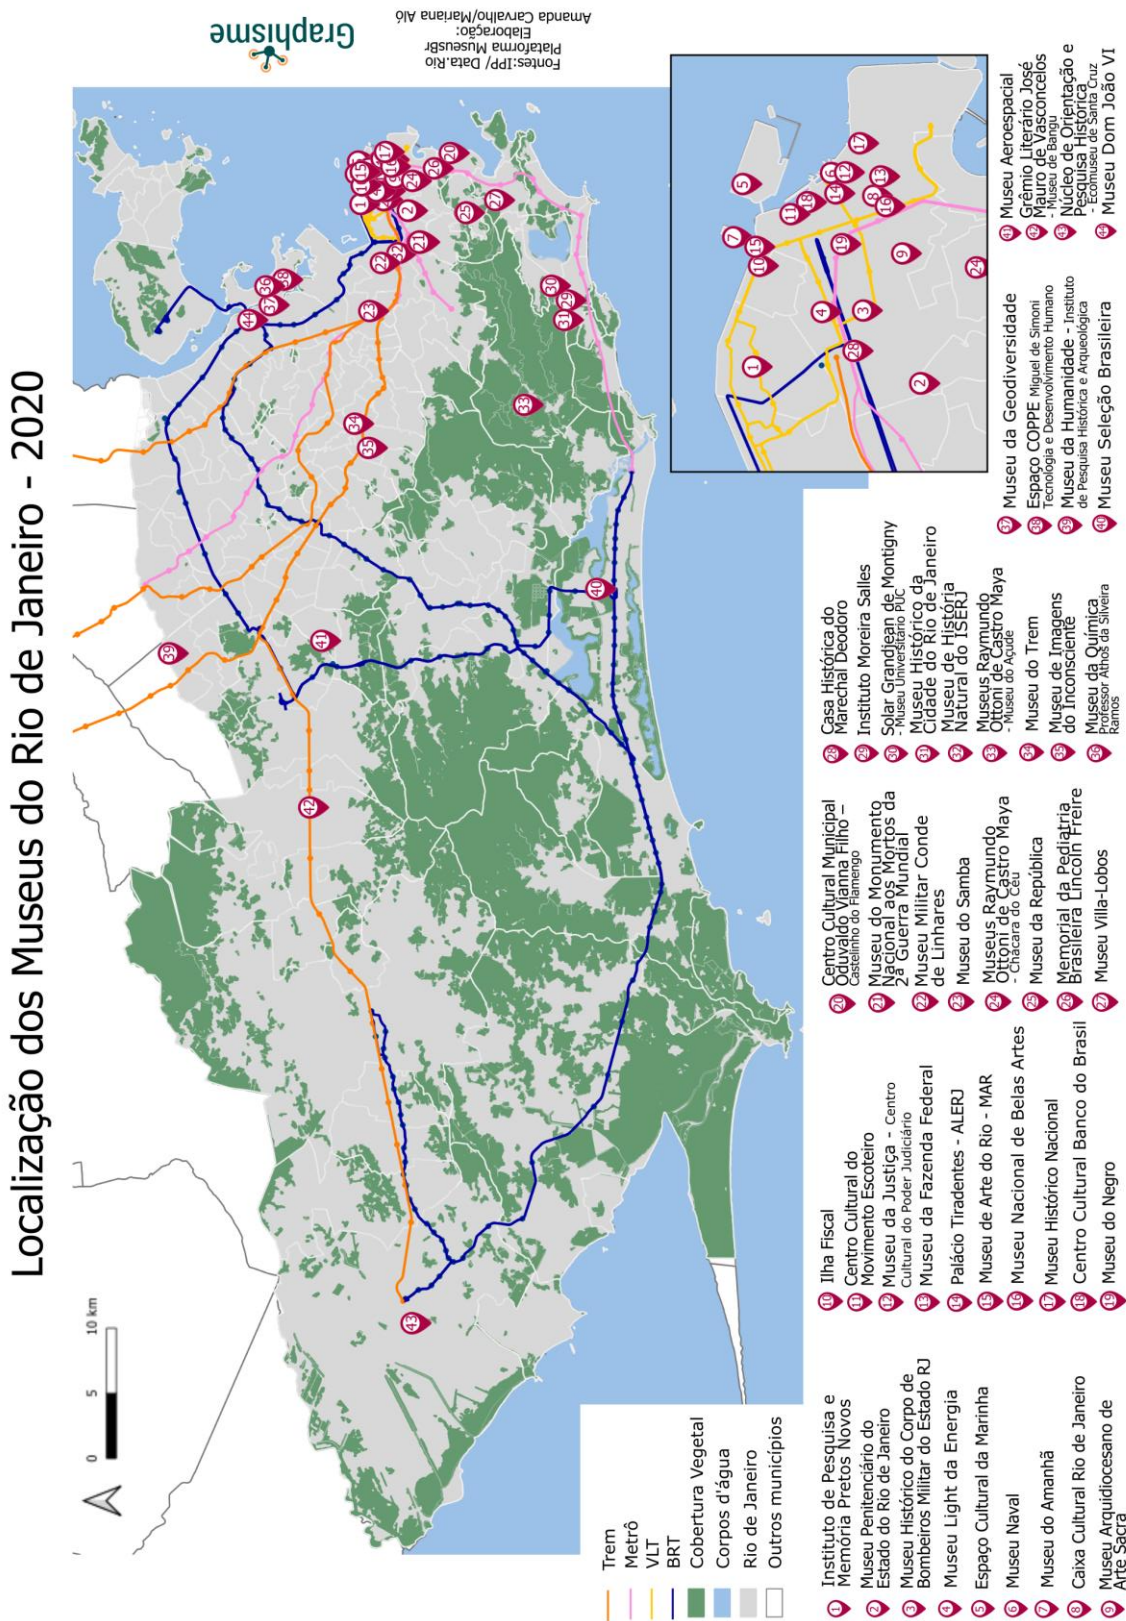 Localização dos Museus do Rio de Janeiro - 2020
Graphisme
Fontes:IPP/ Data.Rio
Plataforma MuseusBr
Elaboração:
Amanda Carvalho/Mariana Aló
0 5 10 km
Trem
Metrô
VLT
BRT
Cobertura Vegetal
Corpos d'água
Rio de Janeiro
Outros municípios
1 Instituto de Pesquisa e
Memória Pretos Novos
2 Museu Penitenciário do
Estado do Rio de Janeiro
3 Museu Histórico do Corpo de
Bombeiros Militar do Estado RJ
4 Museu Light da Energia
5 Espaço Cultural da Marinha
6 Museu Naval
7 Museu do Amanhã
8 Caixa Cultural Rio de Janeiro
9 Museu Arquidiocesano de
Arte Sacra
10 Ilha Fiscal
11 Centro Cultural do
Movimento Escoteiro
12 Museu da Justiça - Centro
Cultural do Poder Judiciário
13 Museu da Fazenda Federal
14 Palácio Tiradentes - ALERJ
15 Museu de Arte do Rio - MAR
16 Museu Nacional de Belas Artes
17 Museu Histórico Nacional
18 Centro Cultural Banco do Brasil
19 Museu do Negro
20 Centro Cultural Municipal
Oduvaldo Vianna Filho –
Castelinho do Flamengo
21 Museu do Monumento
Nacional aos Mortos da
2ª Guerra Mundial
22 Museu Militar Conde
de Linhares
23 Museu do Samba
24 Museus Raymundo
Ottoni de Castro Maya
- Chácara do Céu
25 Museu da República
26 Memorial da Pediatria
Brasileira Lincoln Freire
27 Museu Villa-Lobos
28 Casa Histórica do
Marechal Deodoro
29 Instituto Moreira Salles
30 Solar Grandjean de Montigny
- Museu Universitário PUC
31 Museu Histórico da
Cidade do Rio de Janeiro
32 Museu de História
Natural do ISERJ
33 Museus Raymundo
Ottoni de Castro Maya
- Museu do Açude
34 Museu do Trem
35 Museu de Imagens
do Inconsciente
36 Museu da Química
Professor Athos da Silveira
Ramos
37 Museu da Geodiversidade
38 Espaço COPPE Miguel de Simoni
Tecnologia e Desenvolvimento Humano
39 Museu da Humanidade - Instituto
de Pesquisa Histórica e Arqueológica
40 Museu Seleção Brasileira
41 Museu Aeroespacial
42 Grêmio Literário José
Mauro de Vasconcelos
- Museu de Bangu
43 Núcleo de Orientação e
Pesquisa Histórica
- Ecomuseu de Santa Cruz
44 Museu Dom João VI